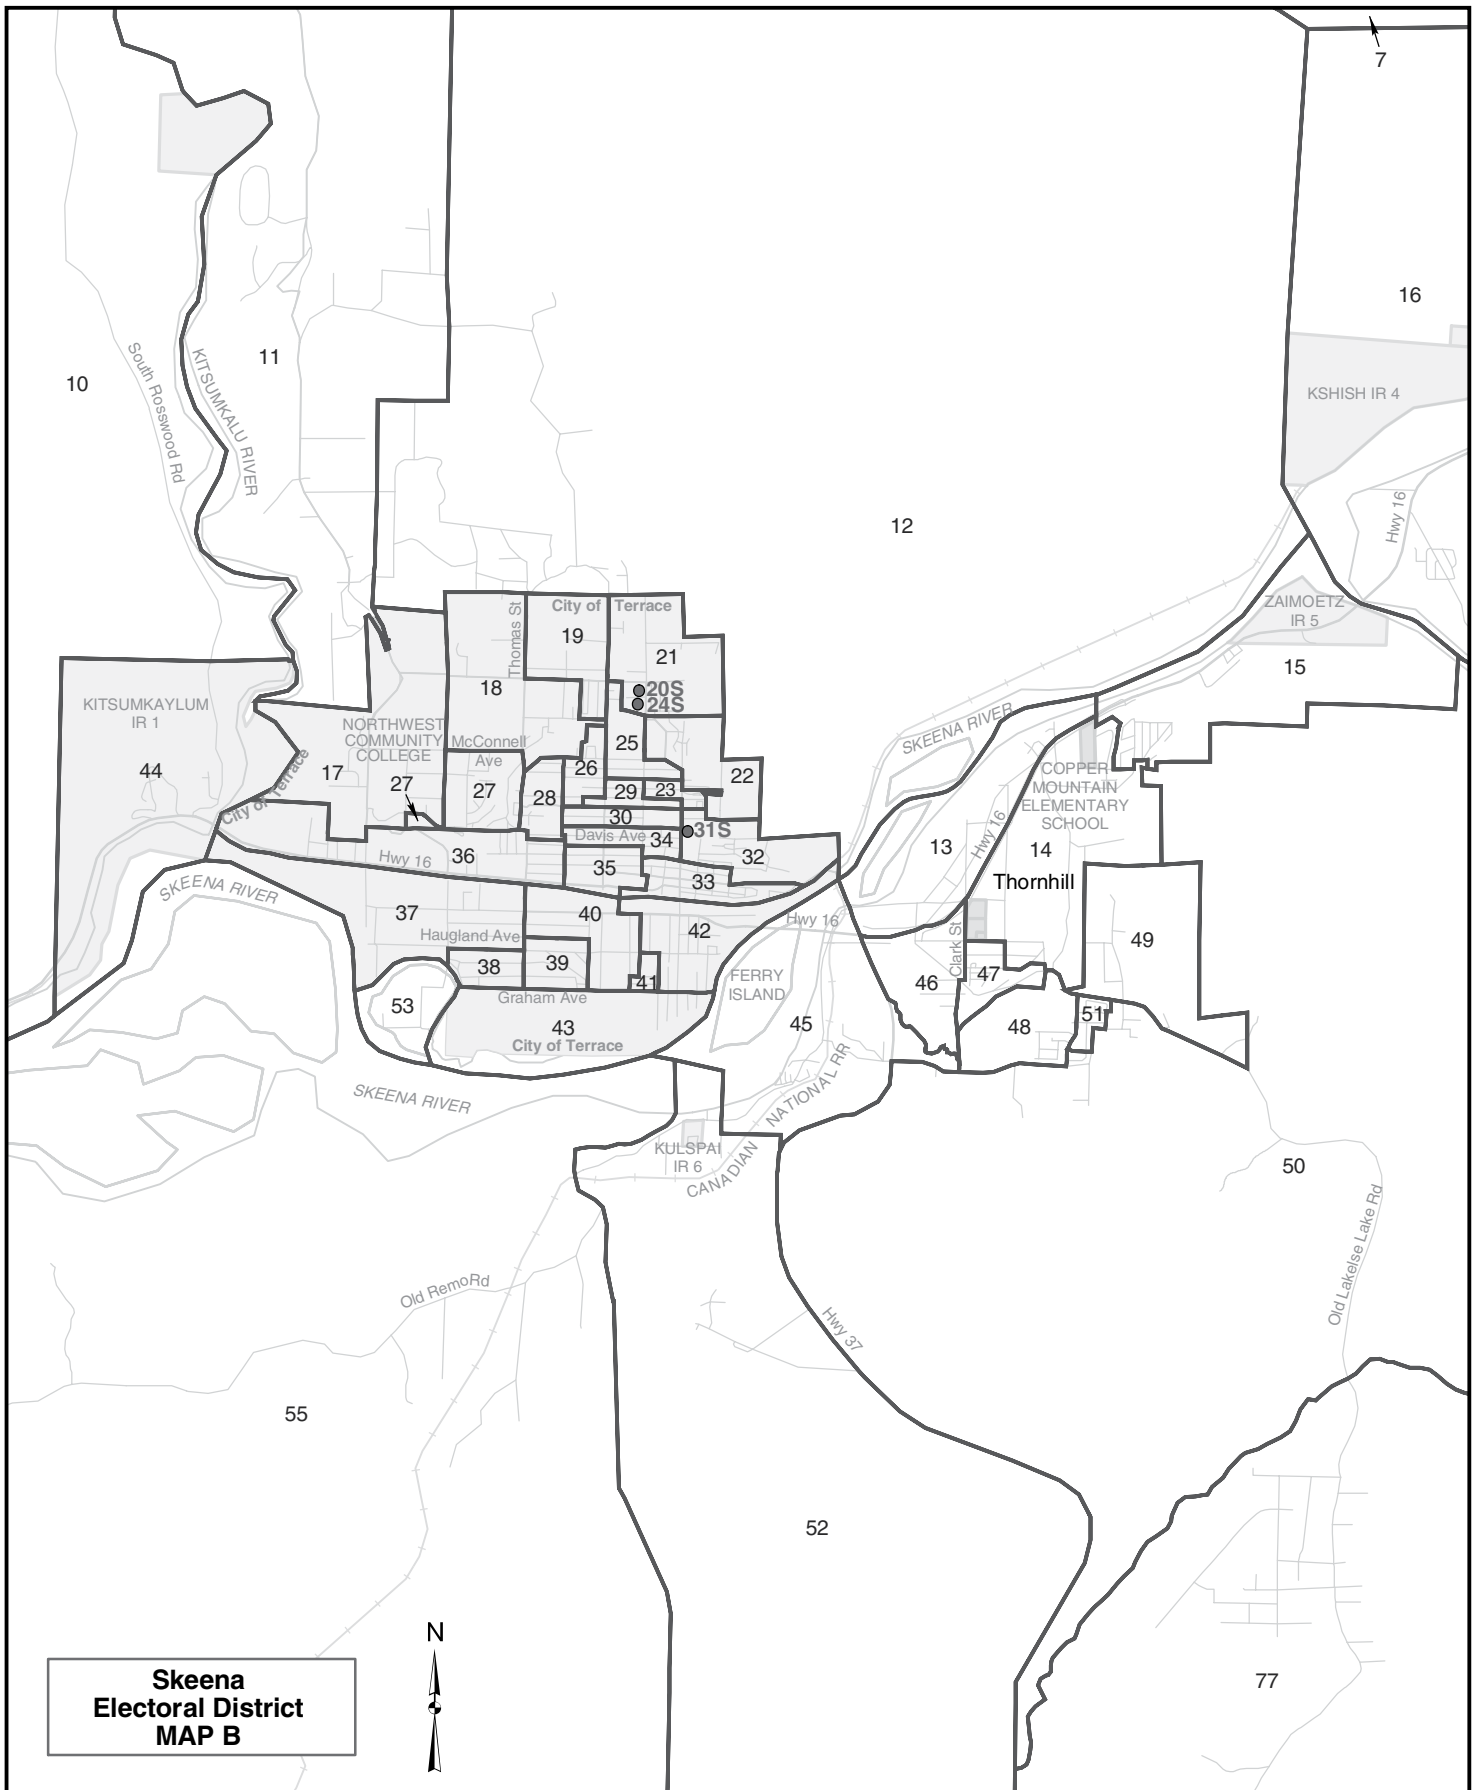 7
16
KSHISH IR 4
11
10
South Rosswood Rd
KITSUMKALU RIVER
Hwy 16
12
ZAIMOETZ
IR 5
15
City of Terrace
Thomas St
19
21
18
20S
24S
KITSUMKAYLUM
IR 1
44
City of Terrace
17
NORTHWEST
COMMUNITY
COLLEGE
McConnell
Ave
27
27
25
26
22
28
29
23
30
31S
Davis Ave
34
32
Hwy 16
36
35
33
SKEENA RIVER
COPPER
MOUNTAIN
ELEMENTARY
SCHOOL
Hwy 16
13
14
Thornhill
SKEENA RIVER
37
40
Hwy 16
42
Haugland Ave
38
39
41
Clark St
49
46
47
FERRY
ISLAND
53
Graham Ave
43
City of Terrace
45
48
51
SKEENA RIVER
CANADIAN NATIONAL RR
KULSPAI
IR 6
50
Old Lakelse Lake Rd
Old Remo Rd
Hwy 37
55
52
77
N
Skeena
Electoral District
MAP B